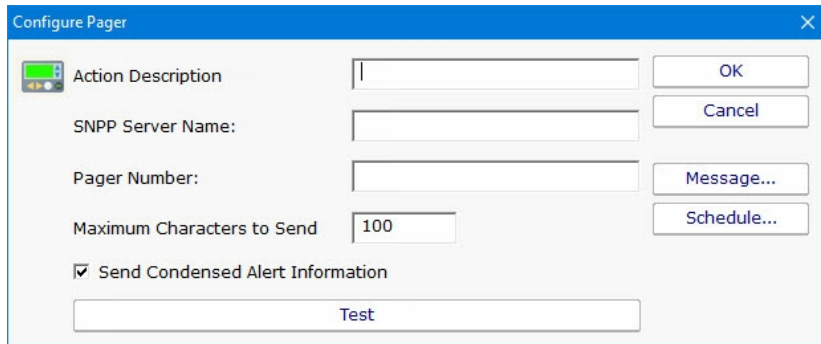 Configure Pager
Action Description
OK
Cancel
SNPP Server Name:
Pager Number:
Message...
Schedule...
Maximum Characters to Send
100
Send Condensed Alert Information
Test